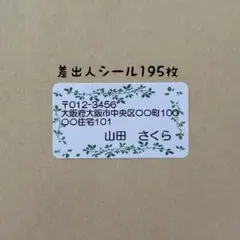 差出人シール195枚
〒012-3456
大阪府大阪市中央区〇〇町100
〇〇住宅101
山田 さくら